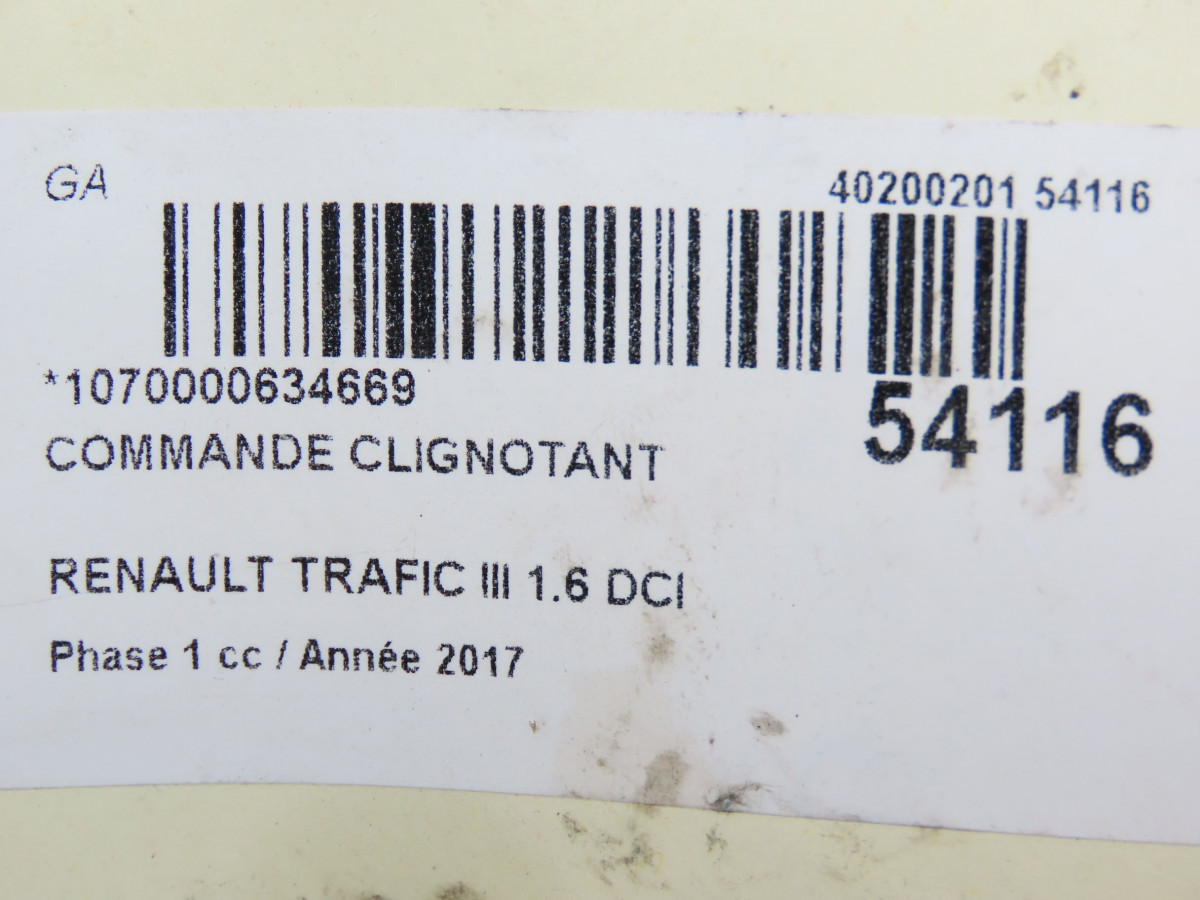 GA
40200201 54116
*1070000634669
54116
COMMANDE CLIGNOTANT
RENAULT TRAFIC III 1.6 DCI
Phase 1 cc / Année 2017